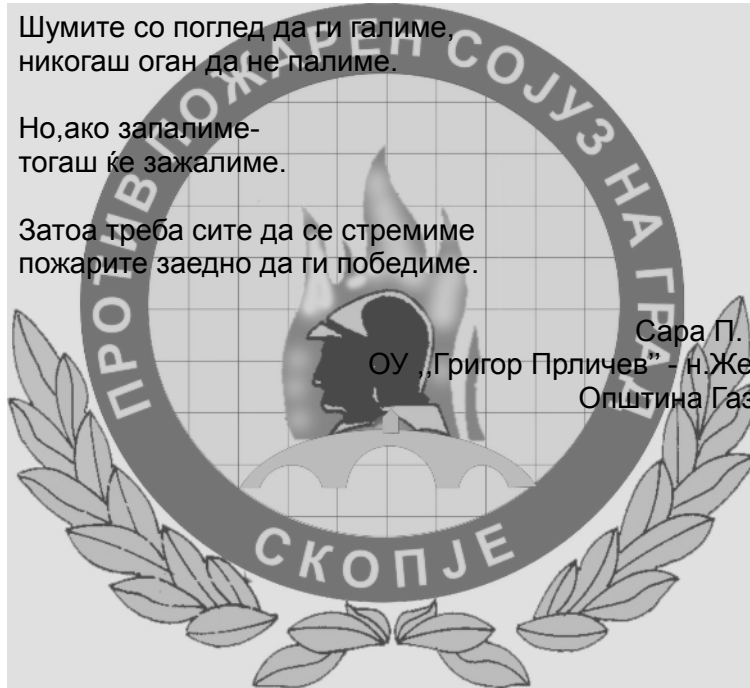 Шумите со поглед да ги галиме,
никогаш оган да не палиме.
Но,ако запалиме-
тогаш ќе зажалиме.
Затоа треба сите да се стремиме
пожарите заедно да ги победиме.
Сара П.
ОУ ,,Григор Прличев” - н.Же
Општина Газ
ПРОТИВПОЖАРЕН СОЈУЗ НА ГРАД
СКОПЈЕ